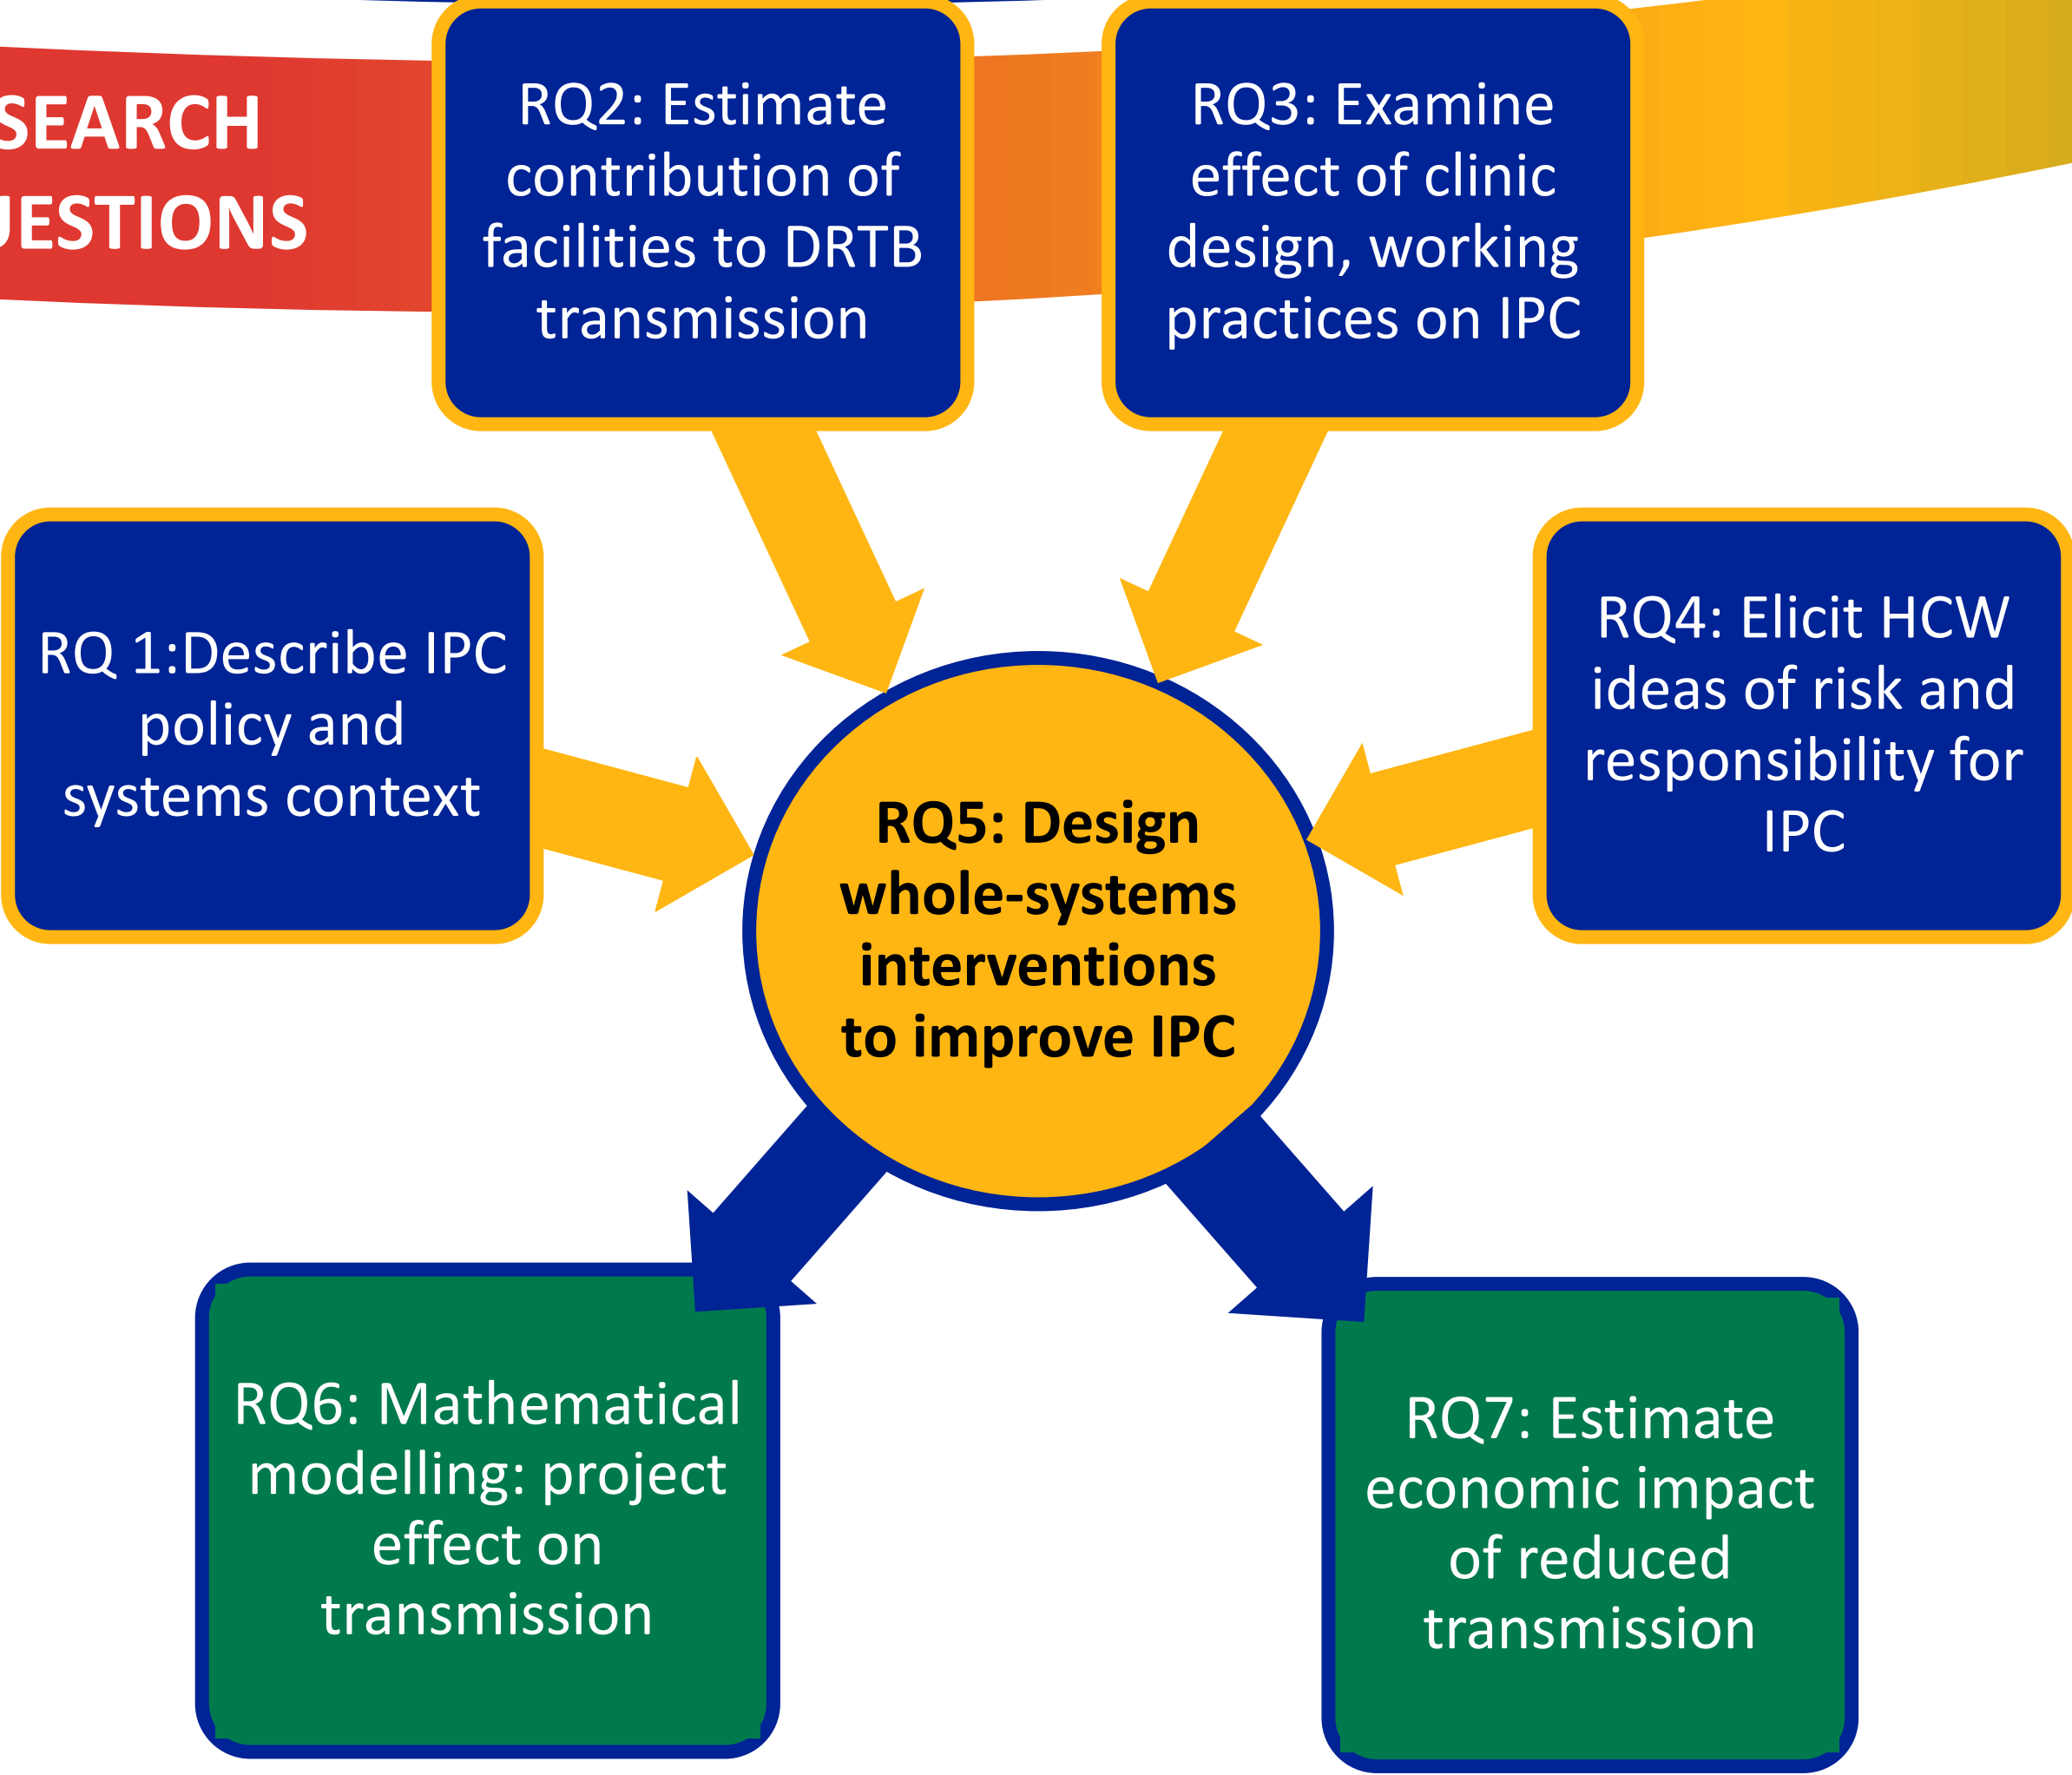 SEARCH
UESTIONS
RQ2: Estimate
contribution of
facilities to DRTB
transmission
RQ3: Examine
effect of clinic
design, working
practices on IPC
RQ 1:Describe IPC
policy and
systems context
RQ4: Elicit HCW
ideas of risk and
responsibility for
IPC
RQ5: Design
whole-systems
interventions
to improve IPC
RQ6: Mathematical
modelling: project
effect on
transmission
RQ7: Estimate
economic impact
of reduced
transmission